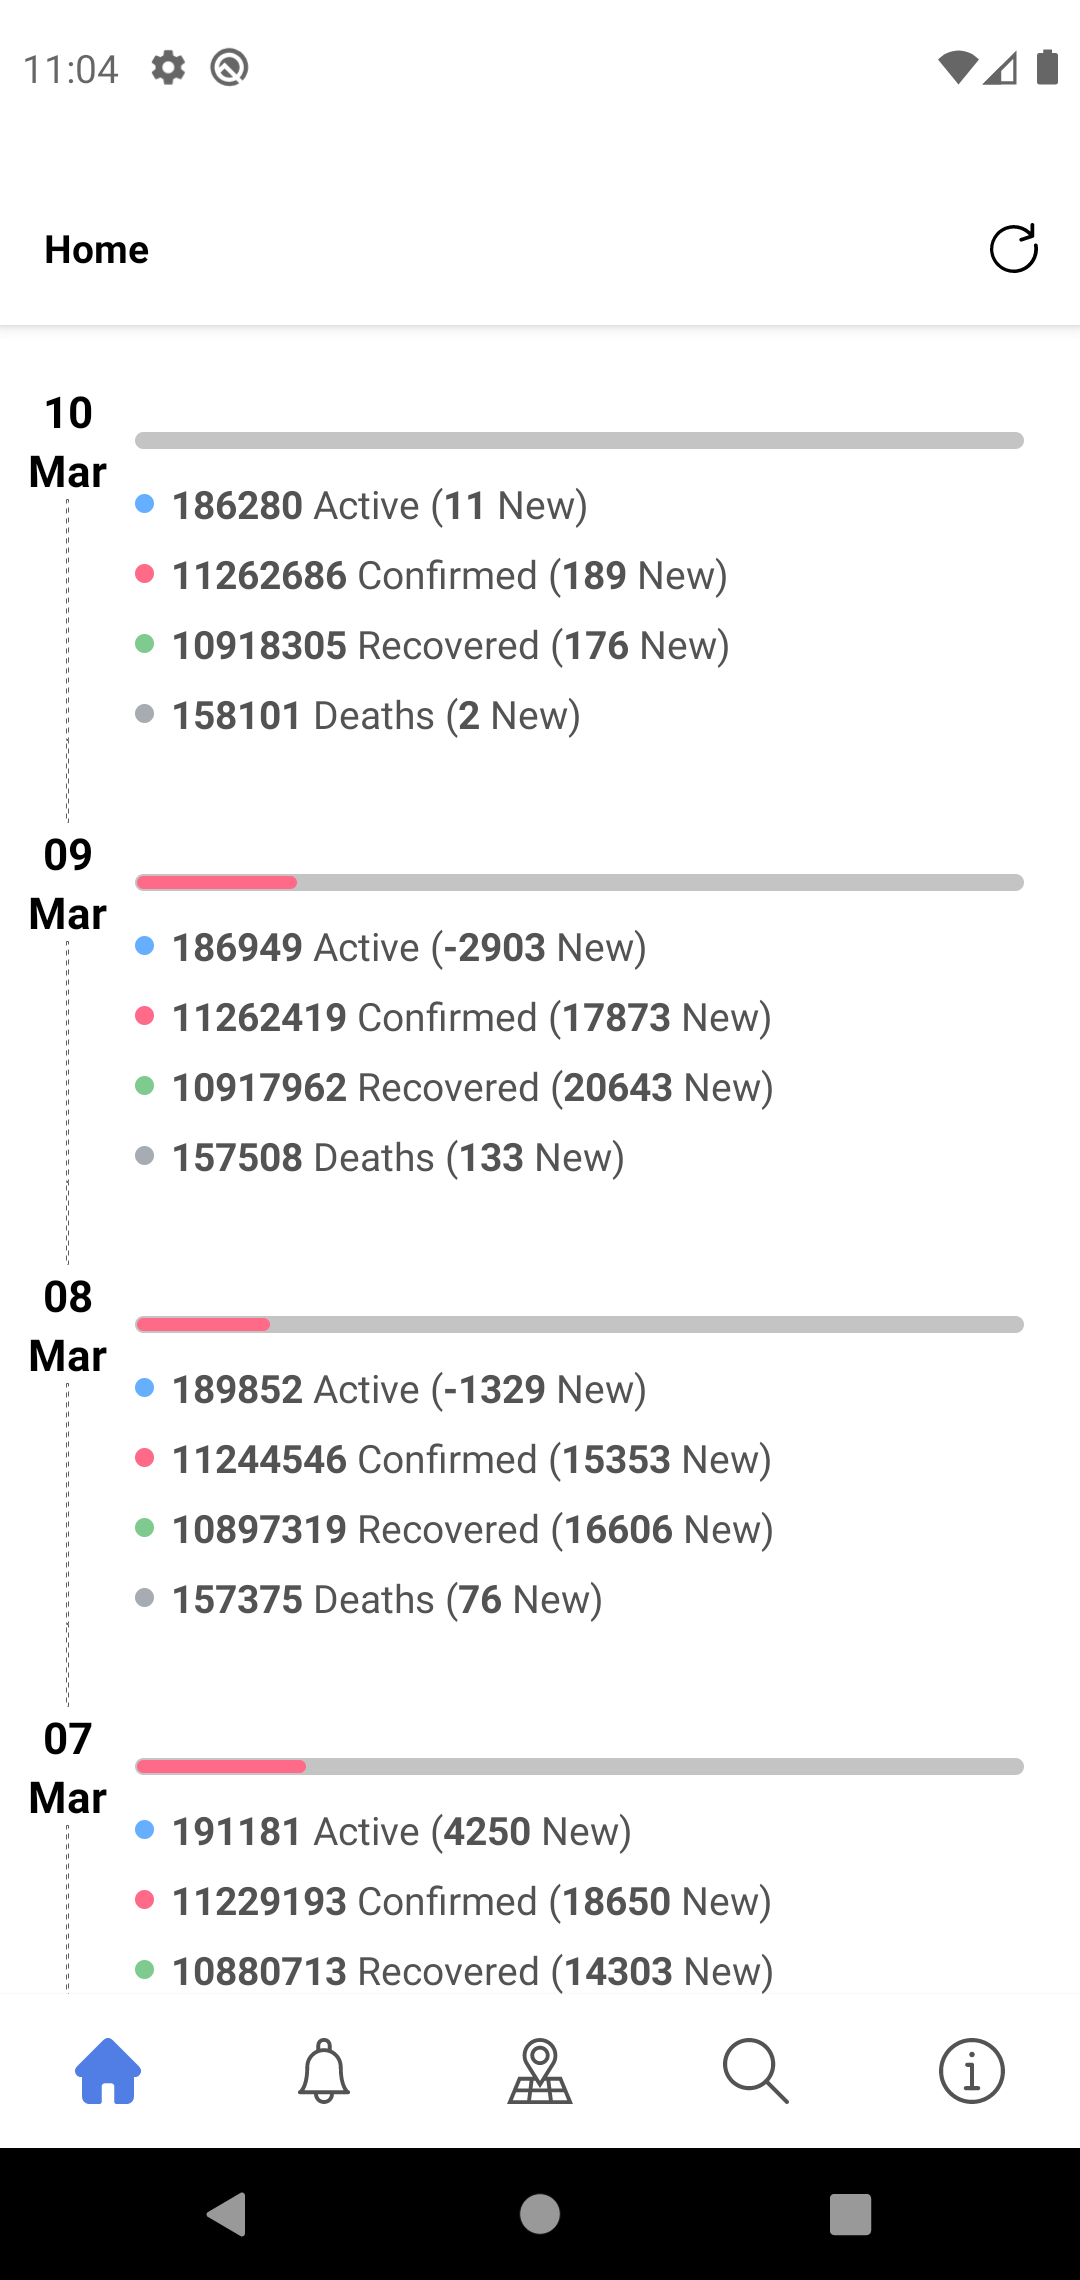 11:04
Home
10
Mar
186280 Active (11 New)
11262686 Confirmed (189 New)
10918305 Recovered (176 New)
158101 Deaths (2 New)
09
Mar
186949 Active (-2903 New)
11262419 Confirmed (17873 New)
10917962 Recovered (20643 New)
157508 Deaths (133 New)
08
Mar
189852 Active (-1329 New)
11244546 Confirmed (15353 New)
10897319 Recovered (16606 New)
157375 Deaths (76 New)
07
Mar
191181 Active (4250 New)
11229193 Confirmed (18650 New)
10880713 Recovered (14303 New)